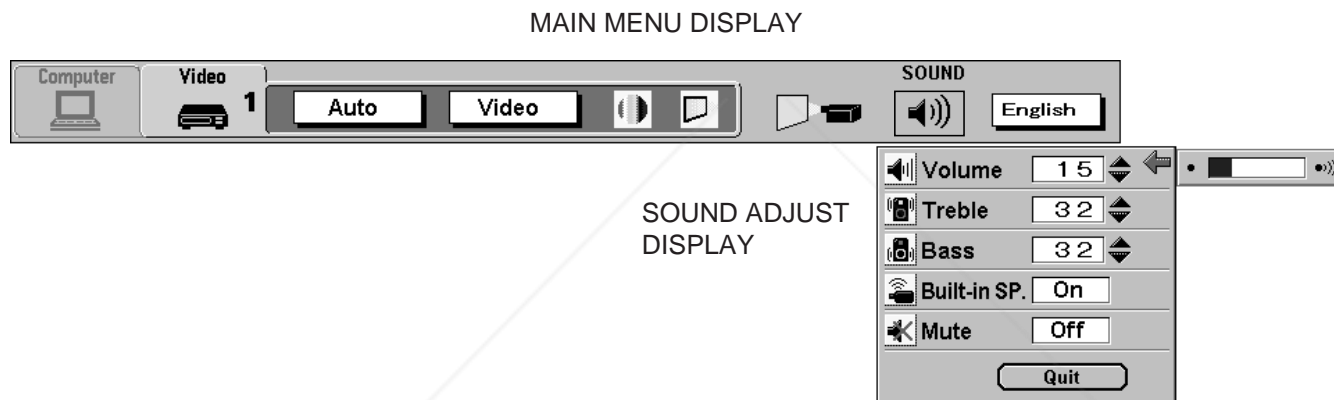 MAIN MENU DISPLAY
Computer Video SOUND
1 Auto Video English
Volume 15
SOUND ADJUST
DISPLAY
Treble 32
Bass 32
Built-in SP. On
Mute Off
Quit